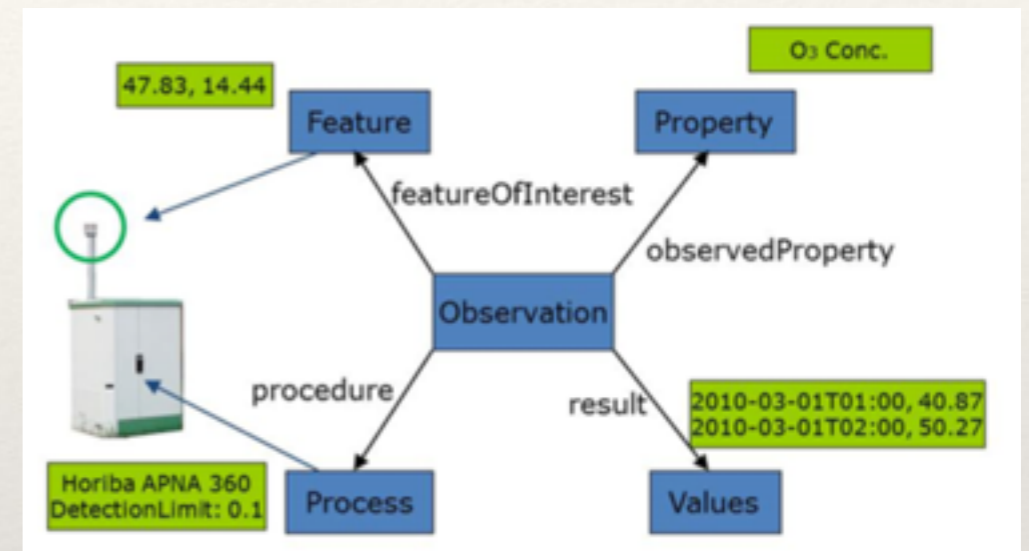 O3 Conc.
47.83, 14.44
Feature
Property
featureOfInterest
observedProperty
Observation
procedure
result
2010-03-01T01:00, 40.87
2010-03-01T02:00, 50.27
Horiba APNA 360
DetectionLimit: 0.1
Process
Values